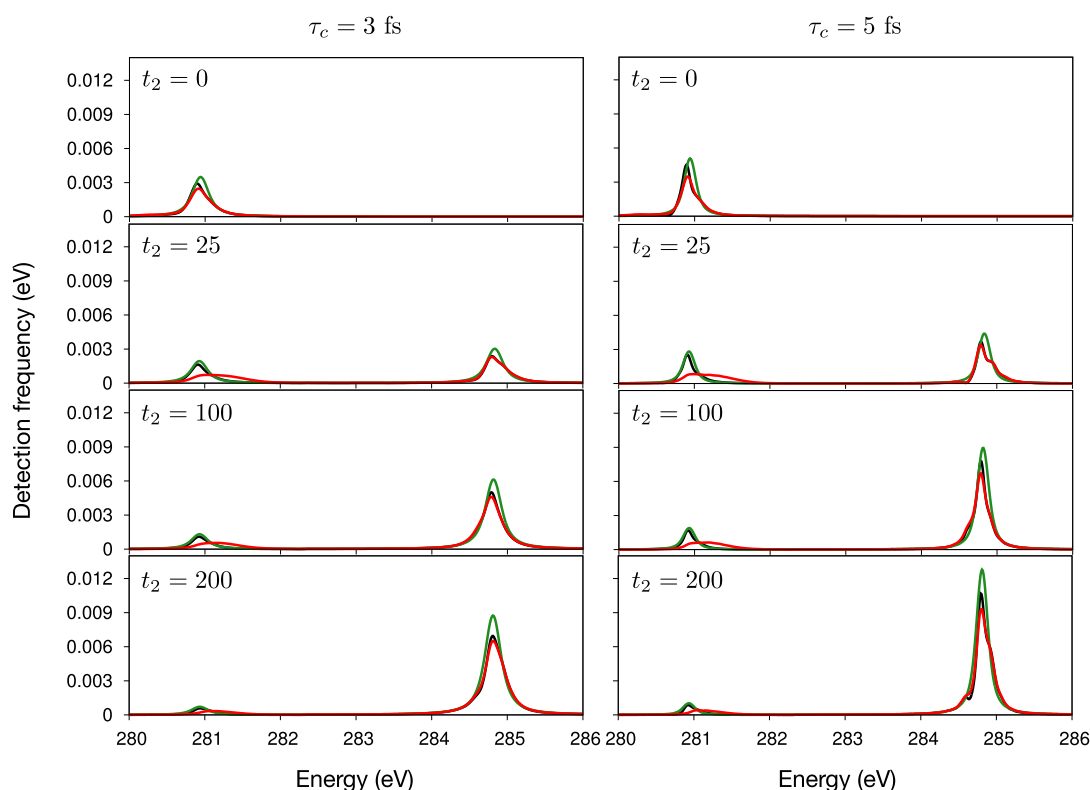 τc = 3 fs
τc = 5 fs
t2 = 0
t2 = 0
0.012
0.009
0.006
0.003
0
t2 = 25
t2 = 25
0.012
0.009
0.006
0.003
0
t2 = 100
t2 = 100
0.012
0.009
0.006
0.003
0
t2 = 200
t2 = 200
0.012
0.009
0.006
0.003
0
Detection frequency (eV)
280 281 282 283 284 285 286
280 281 282 283 284 285 286
Energy (eV)
Energy (eV)